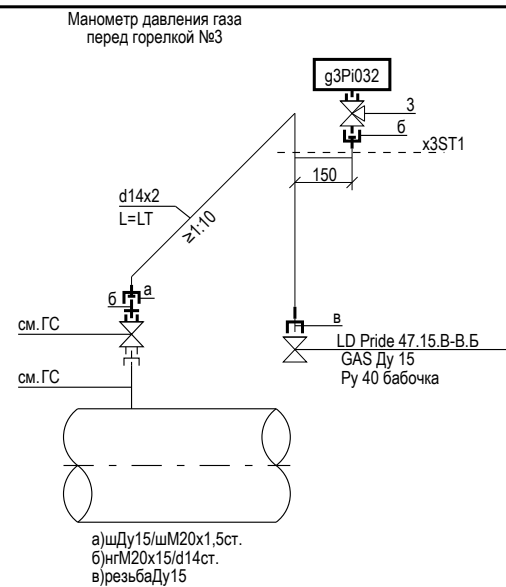 Манометр давления газа
перед горелкой №3
g3Pi032
3
б
x3ST1
150
d14x2
L=LT
≥1:10
а
б
см.ГС
в
LD Pride 47.15.В-В.Б
GAS Ду 15
Ру 40 бабочка
см.ГС
а)шДу15/шМ20х1,5ст.
б)нгМ20х15/d14ст.
в)резьбаДу15